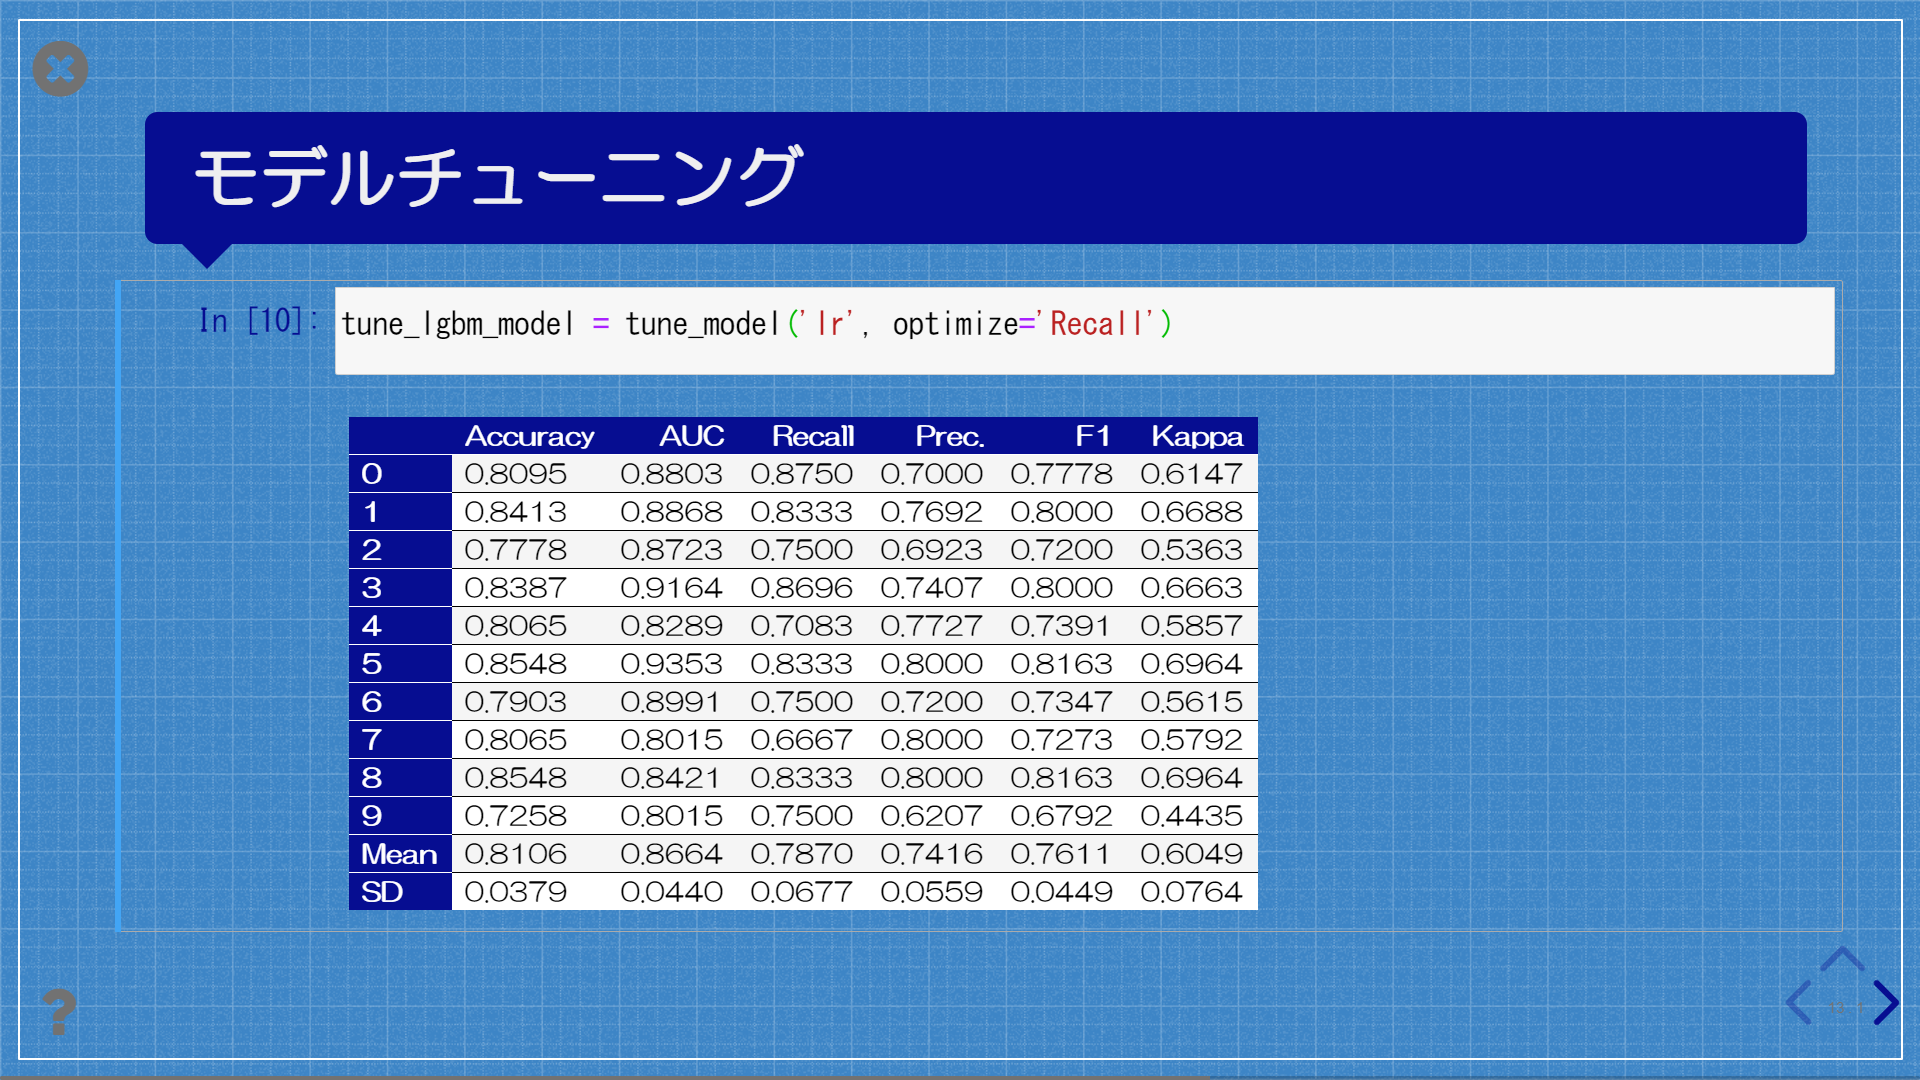 モデルチューニング
In [10]: tune_lgbm_model = tune_model('lr', optimize='Recall')
Accuracy AUC Recall Prec. F1 Kappa
0 0.8095 0.8803 0.8750 0.7000 0.7778 0.6147
1 0.8413 0.8868 0.8333 0.7692 0.8000 0.6688
2 0.7778 0.8723 0.7500 0.6923 0.7200 0.5363
3 0.8387 0.9164 0.8696 0.7407 0.8000 0.6663
4 0.8065 0.8289 0.7083 0.7727 0.7391 0.5857
5 0.8548 0.9353 0.8333 0.8000 0.8163 0.6964
6 0.7903 0.8991 0.7500 0.7200 0.7347 0.5615
7 0.8065 0.8015 0.6667 0.8000 0.7273 0.5792
8 0.8548 0.8421 0.8333 0.8000 0.8163 0.6964
9 0.7258 0.8015 0.7500 0.6207 0.6792 0.4435
Mean 0.8106 0.8664 0.7870 0.7416 0.7611 0.6049
SD 0.0379 0.0440 0.0677 0.0559 0.0449 0.0764
?